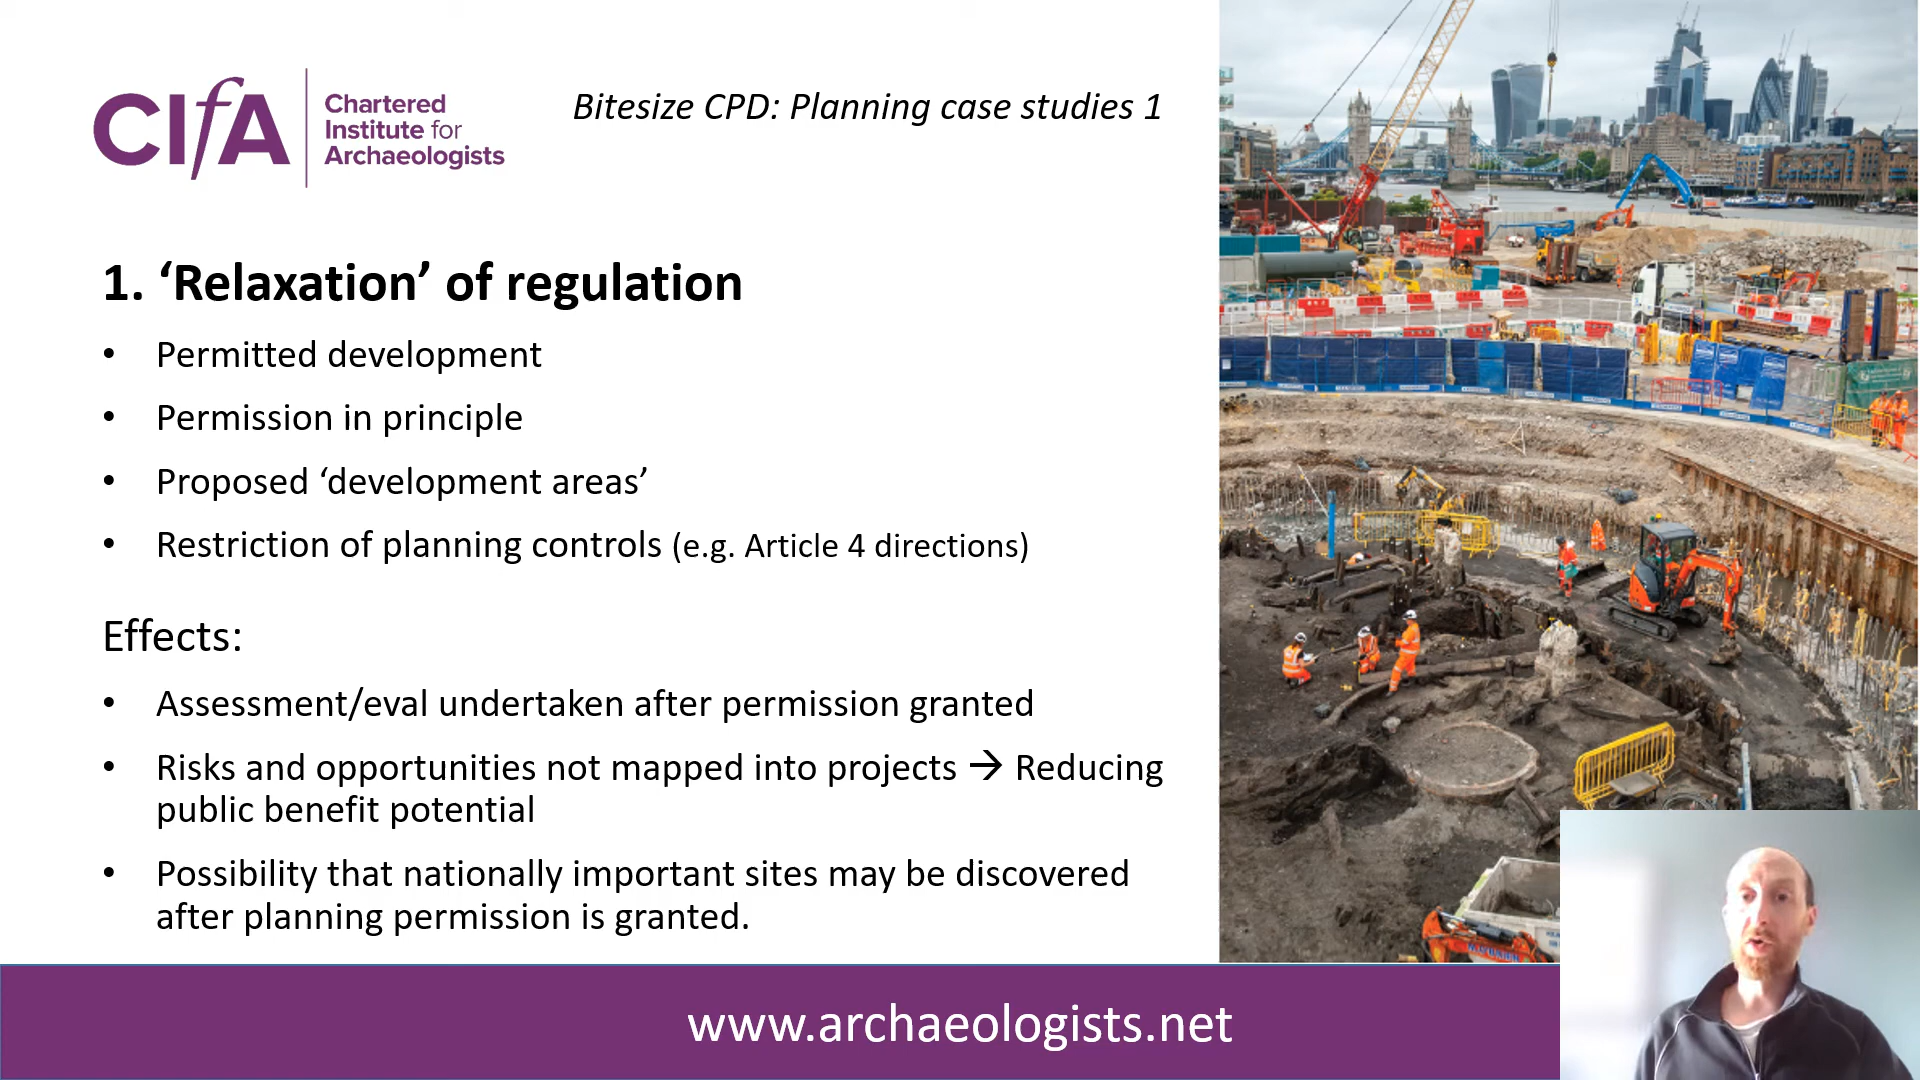 CIfA
Chartered
Institute for
Archaeologists
Bitesize CPD: Planning case studies 1
1. ‘Relaxation’ of regulation
• Permitted development
• Permission in principle
• Proposed ‘development areas’
• Restriction of planning controls (e.g. Article 4 directions)
Effects:
• Assessment/eval undertaken after permission granted
• Risks and opportunities not mapped into projects → Reducing
public benefit potential
• Possibility that nationally important sites may be discovered
after planning permission is granted.
www.archaeologists.net